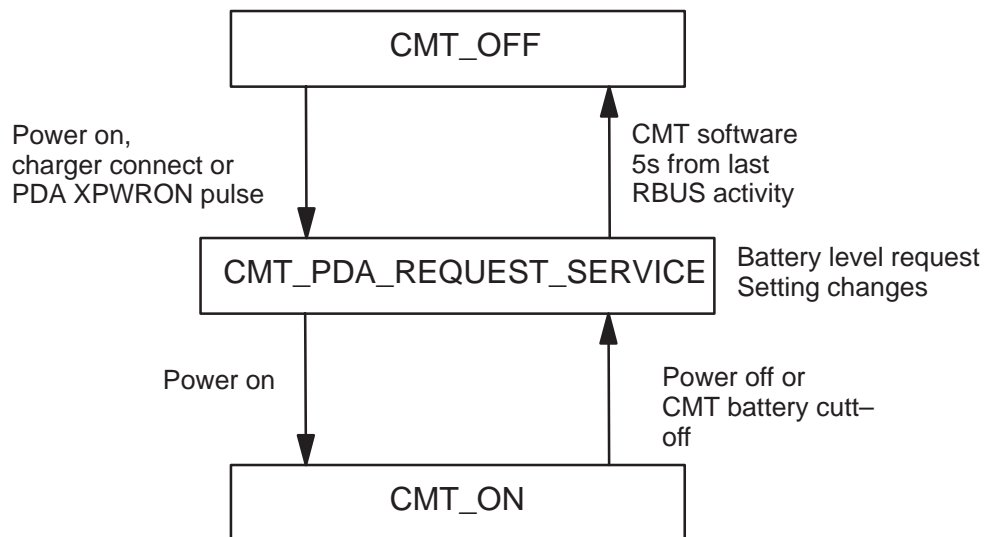 CMT_OFF
Power on,
charger connect or
PDA XPWRON pulse
CMT software
5s from last
RBUS activity
CMT_PDA_REQUEST_SERVICE
Battery level request
Setting changes
Power on
Power off or
CMT battery cutt–
off
CMT_ON